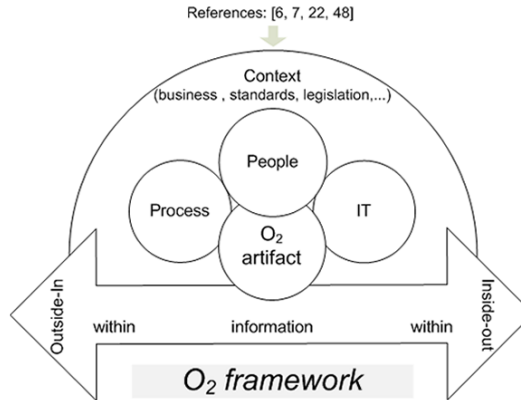 References: [6, 7, 22, 48]
Context
(business , standards, legislation,...)
People
Process
IT
O₂
artifact
Outside-In
within
information
within
Inside-out
O₂ framework